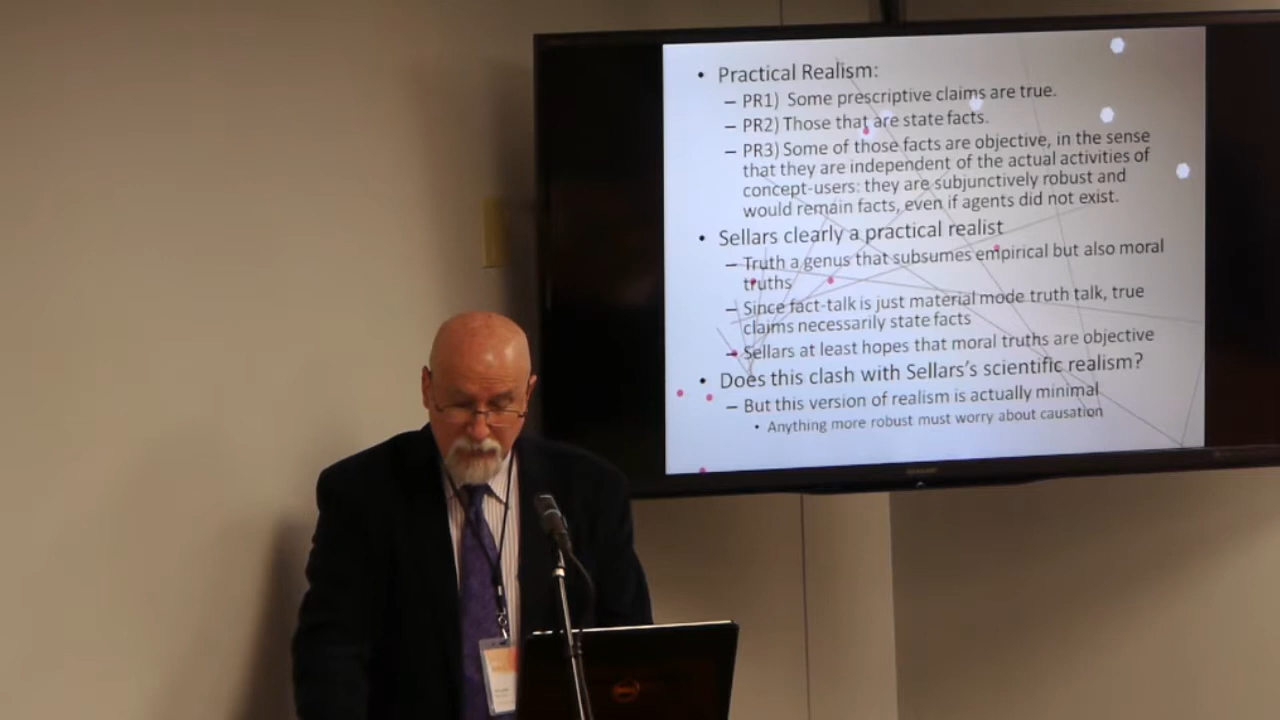 • Practical Realism:
– PR1) Some prescriptive claims are true.
– PR2) Those that are state facts.
– PR3) Some of those facts are objective, in the sense
that they are independent of the actual activities of
concept-users: they are subjunctively robust and
would remain facts, even if agents did not exist.
• Sellars clearly a practical realist
– Truth a genus that subsumes empirical but also moral
truths
– Since fact-talk is just material mode truth talk, true
claims necessarily state facts
– Sellars at least hopes that moral truths are objective
• Does this clash with Sellars's scientific realism?
– But this version of realism is actually minimal
• Anything more robust must worry about causation
DELL